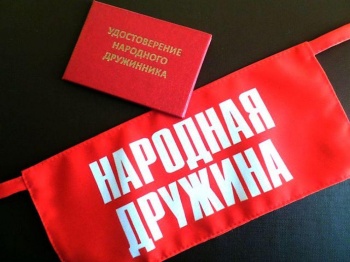 УДОСТОВЕРЕНИЕ
НАРОДНОГО
ДРУЖИННИКА
НАРОДНАЯ
ДРУЖИНА